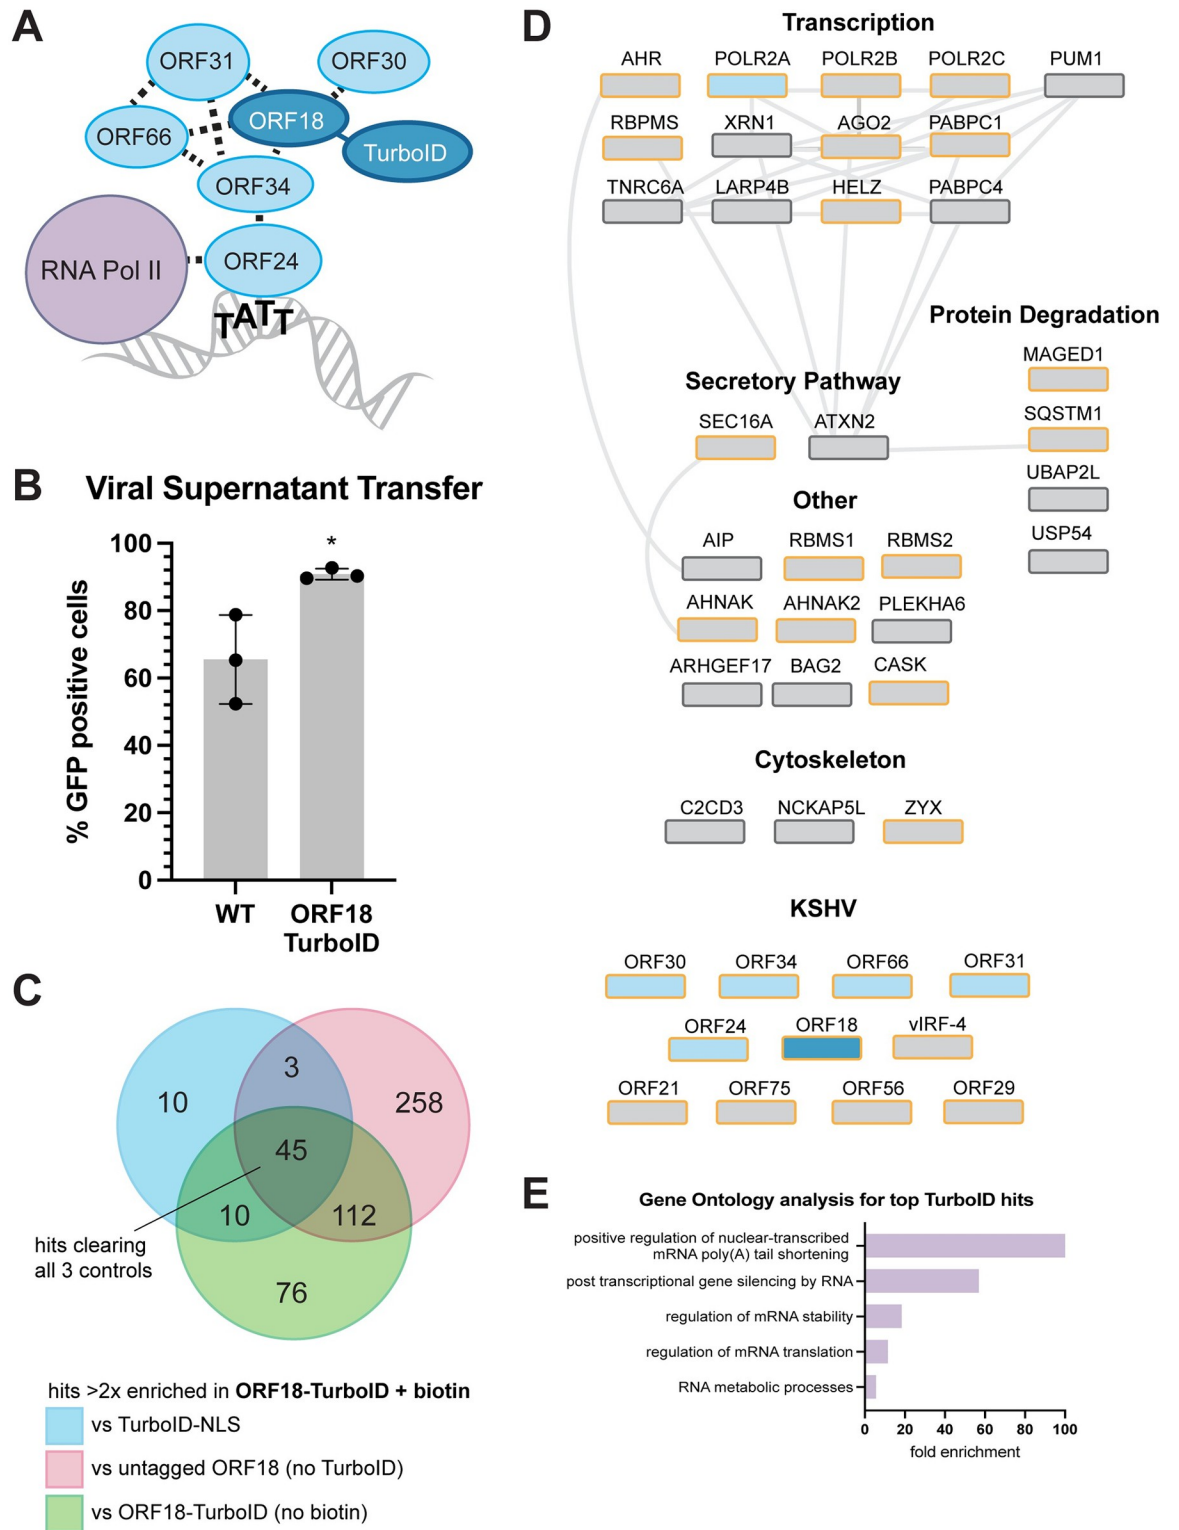 A
ORF31
ORF30
ORF18
ORF66
TurboID
ORF34
RNA Pol II
ORF24
TATT
B
Viral Supernatant Transfer
% GFP positive cells
100
80
60
40
20
0
*
WT
ORF18
TurboID
C
3
10
258
45
10
112
76
hits clearing
all 3 controls
hits >2x enriched in ORF18-TurboID + biotin
vs TurboID-NLS
vs untagged ORF18 (no TurboID)
vs ORF18-TurboID (no biotin)
D
Transcription
AHR POLR2A POLR2B POLR2C PUM1
RBPMS XRN1 AGO2 PABPC1
TNRC6A LARP4B HELZ PABPC4
Protein Degradation
MAGED1
SQSTM1
UBAP2L
USP54
Secretory Pathway
SEC16A ATXN2
Other
AIP RBMS1 RBMS2
AHNAK AHNAK2 PLEKHA6
ARHGEF17 BAG2 CASK
Cytoskeleton
C2CD3 NCKAP5L ZYX
KSHV
ORF30 ORF34 ORF66 ORF31
ORF24 ORF18 vIRF-4
ORF21 ORF75 ORF56 ORF29
E
Gene Ontology analysis for top TurboID hits
positive regulation of nuclear-transcribed
mRNA poly(A) tail shortening
post transcriptional gene silencing by RNA
regulation of mRNA stability
regulation of mRNA translation
RNA metabolic processes
0 20 40 60 80 100
fold enrichment